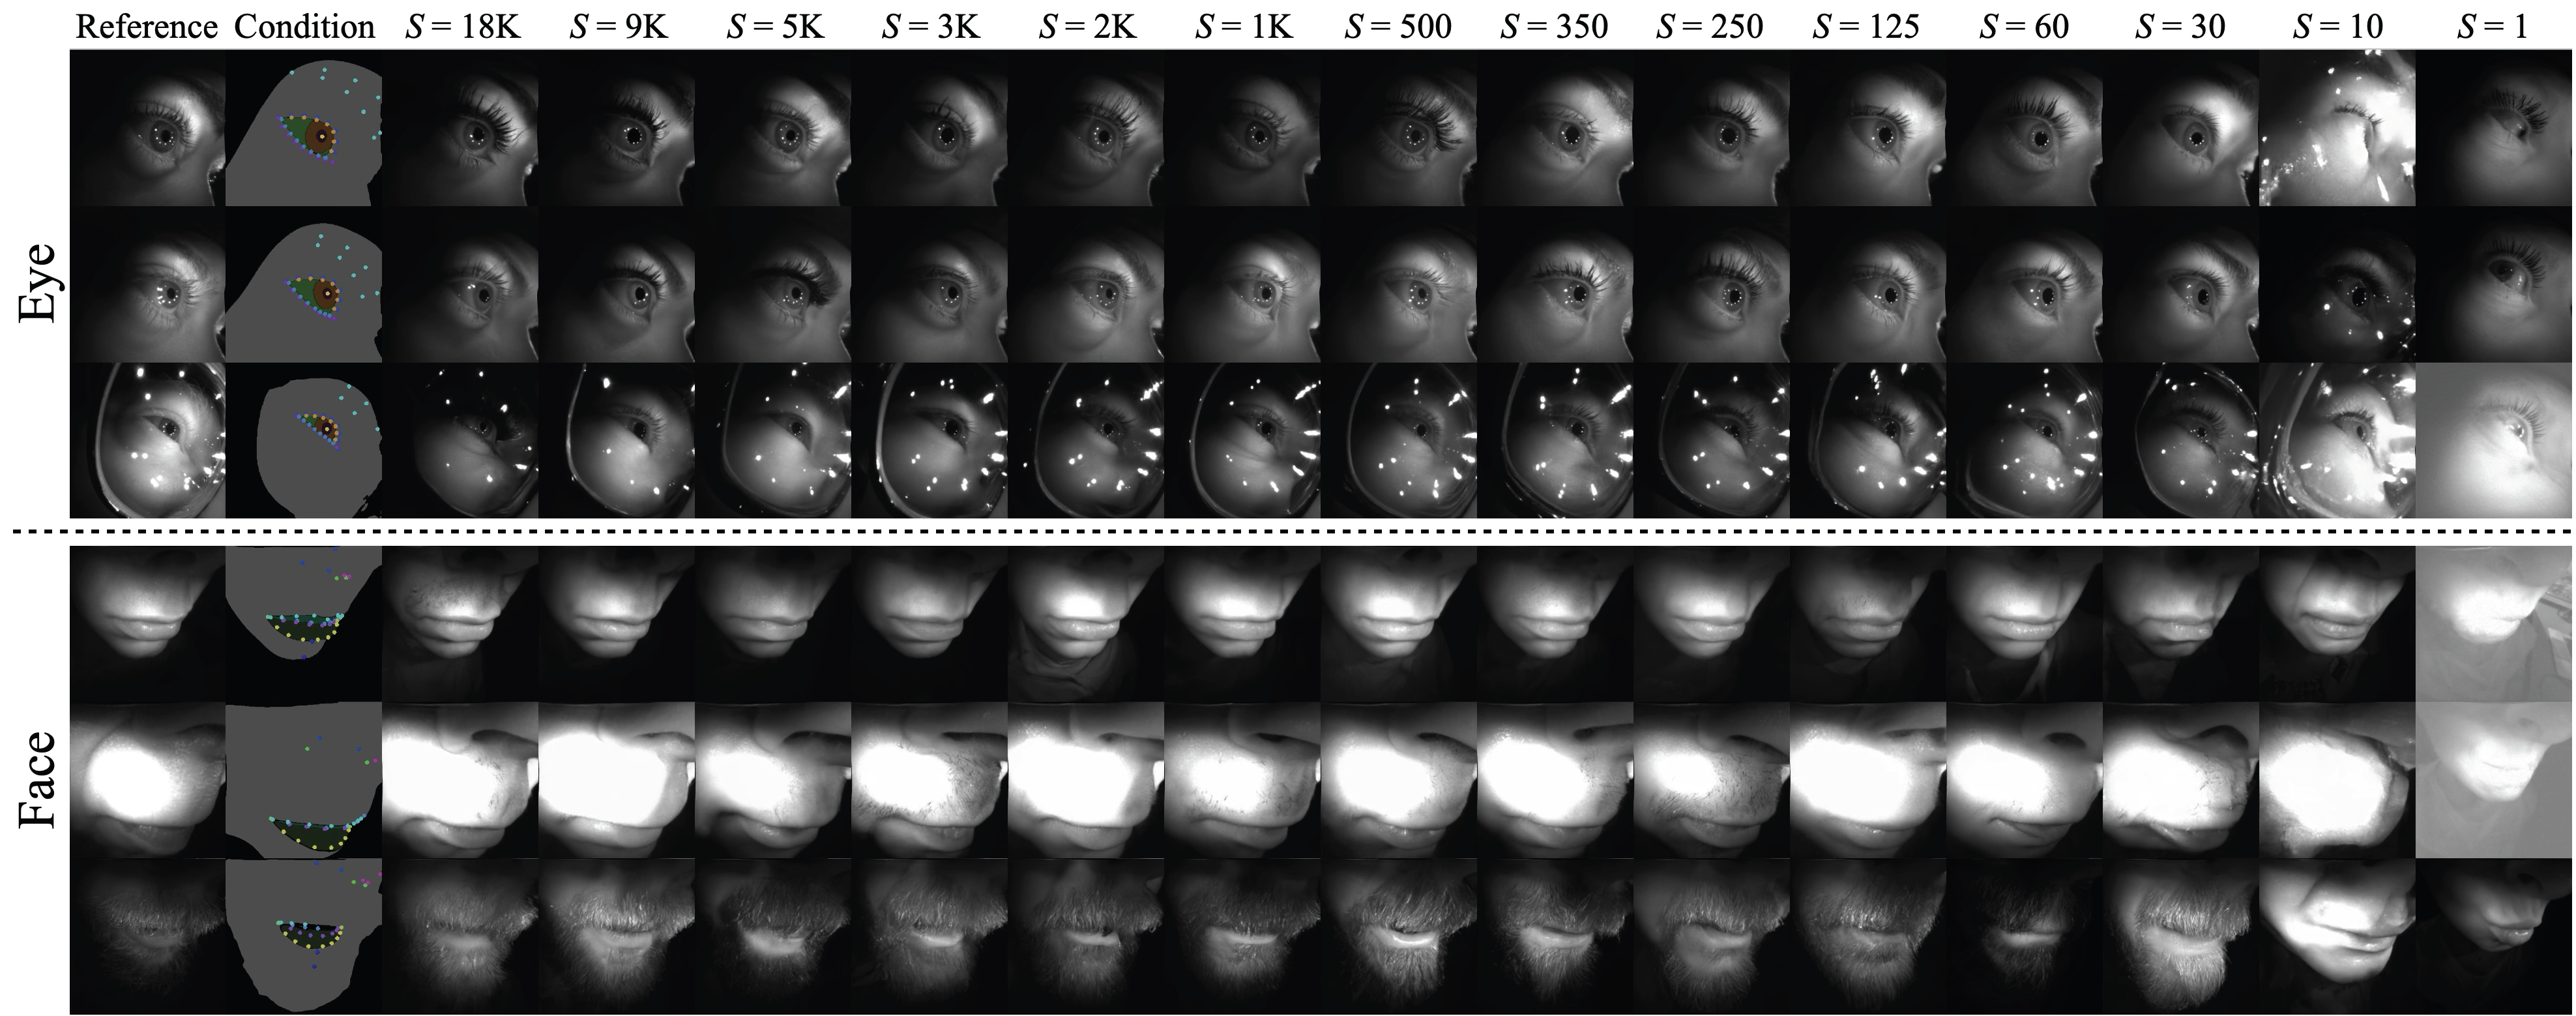 Reference Condition S = 18K S = 9K S = 5K S = 3K S = 2K S = 1K S = 500 S = 350 S = 250 S = 125 S = 60 S = 30 S = 10 S = 1
Eye
Face